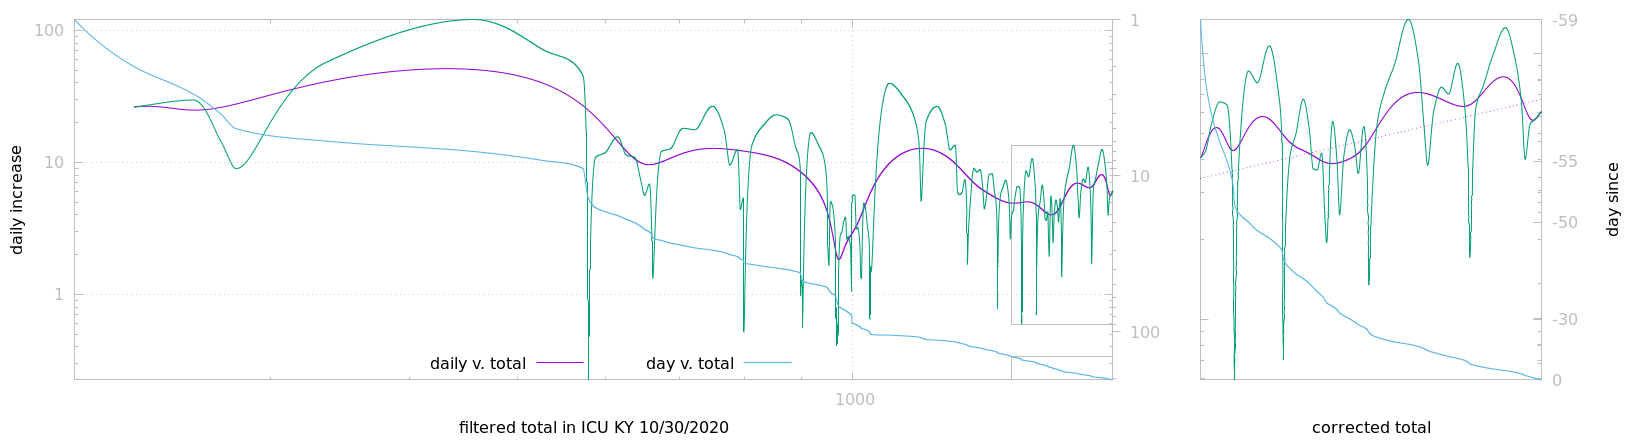 100
10
1
daily increase
daily v. total
day v. total
1000
filtered total in ICU KY 10/30/2020
1
10
100
-59
-55
-50
-30
0
day since
corrected total